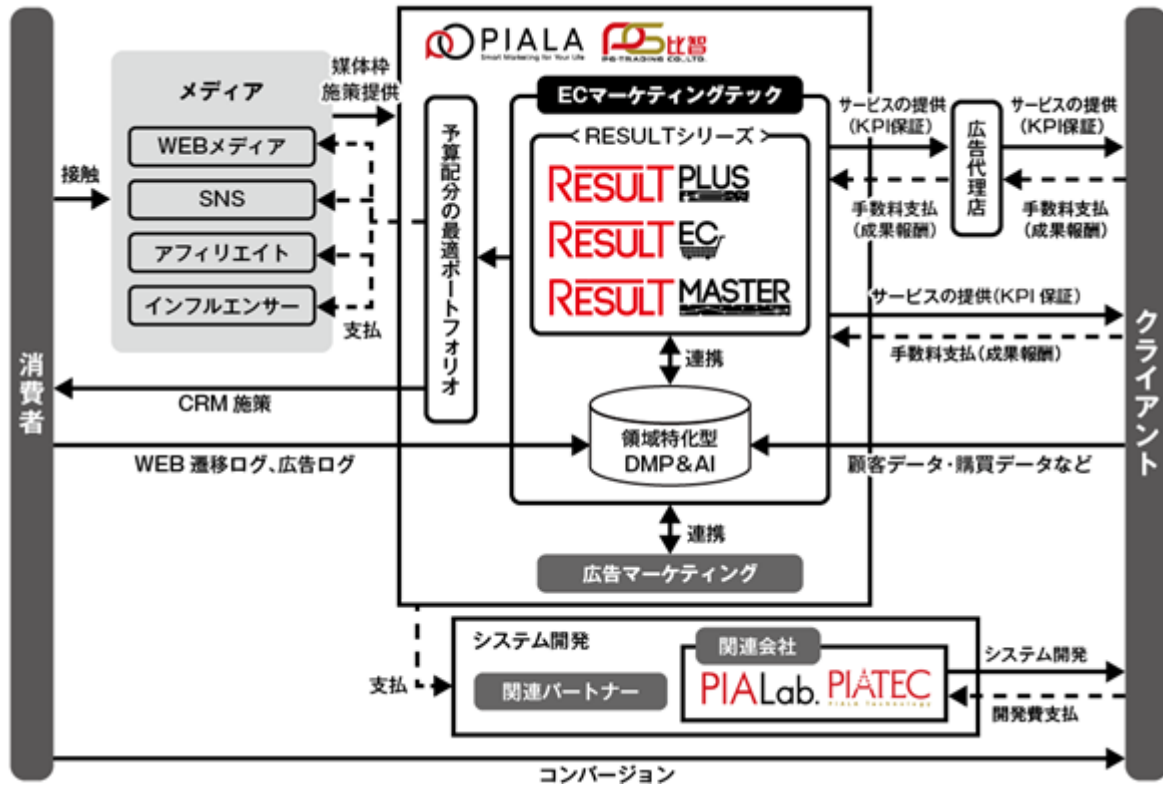 PIALA
Smart Marketing for Your Life
PG比智
PG-TRADING CO.,LTD.
媒体枠
施策提供
メディア
WEBメディア
SNS
アフィリエイト
インフルエンサー
接触
支払
予算配分の最適ポートフォリオ
ECマーケティングテック
RESULTシリーズ
RESULT PLUS
RESULT EC
RESULT MASTER
連携
領域特化型
DMP&AI
連携
広告マーケティング
サービスの提供
(KPI保証)
手数料支払
(成果報酬)
広告代理店
サービスの提供
(KPI保証)
手数料支払
(成果報酬)
サービスの提供(KPI 保証)
手数料支払(成果報酬)
消費者
クライアント
CRM 施策
WEB 遷移ログ、広告ログ
顧客データ・購買データなど
支払
システム開発
関連パートナー
関連会社
PIALab.
PIATEC
PIALA Technology
システム開発
開発費支払
コンバージョン